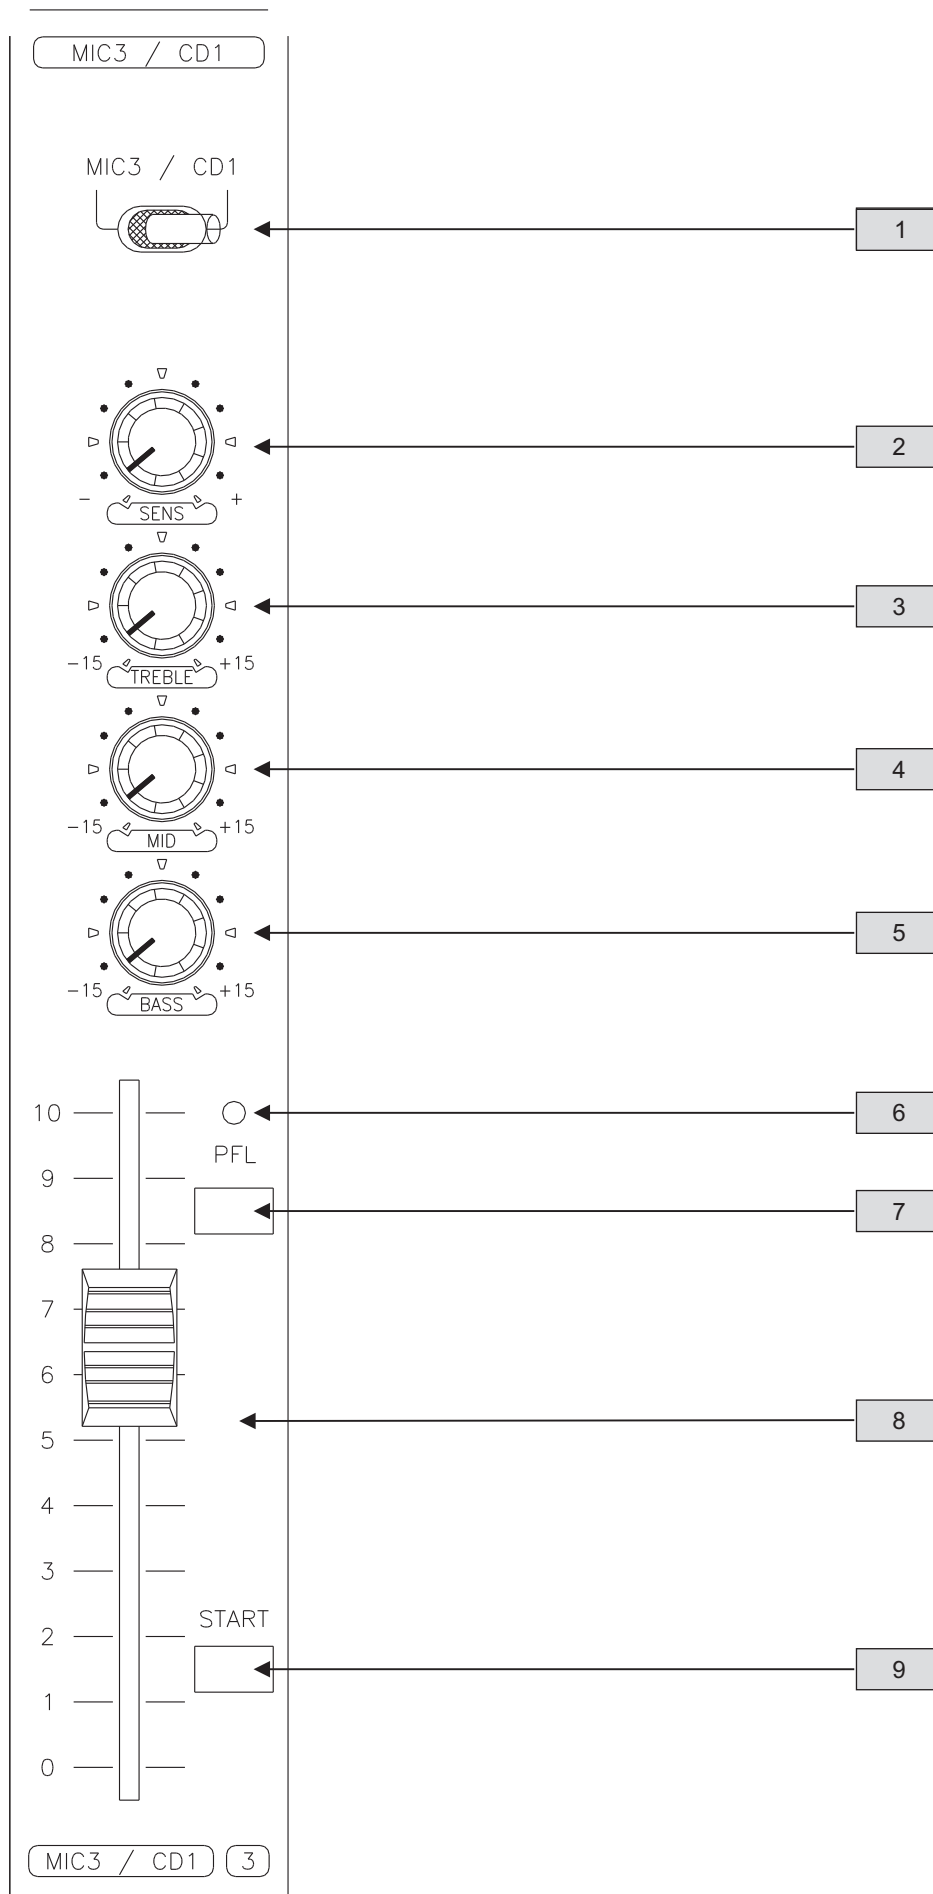 MIC3 / CD1
MIC3 / CD1
1
2
- SENS +
3
-15 TREBLE +15
4
-15 MID +15
5
-15 BASS +15
10
6
PFL
9
7
8
7
6
8
5
4
3
START
2
9
1
0
MIC3 / CD1 3